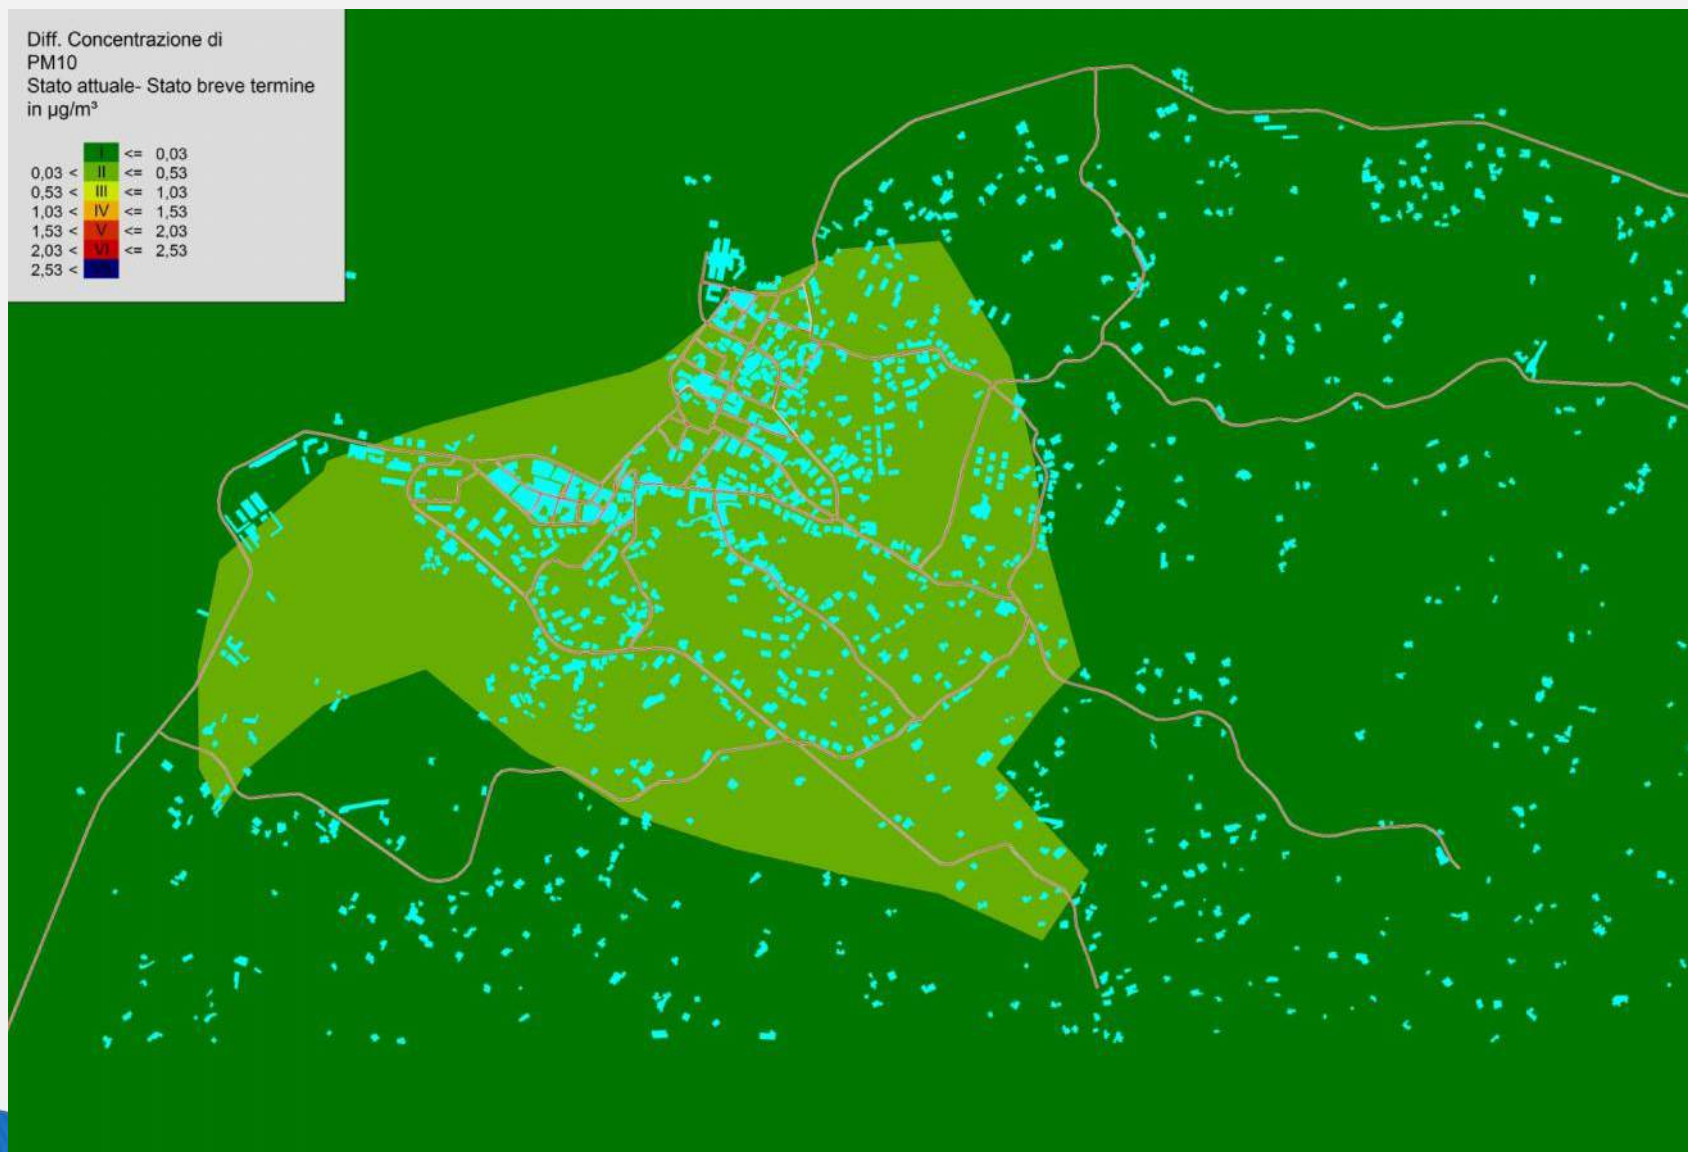 Diff. Concentrazione di
PM10
Stato attuale- Stato breve termine
in µg/m³
I <= 0,03
0,03 < II <= 0,53
0,53 < III <= 1,03
1,03 < IV <= 1,53
1,53 < V <= 2,03
2,03 < VI <= 2,53
2,53 <